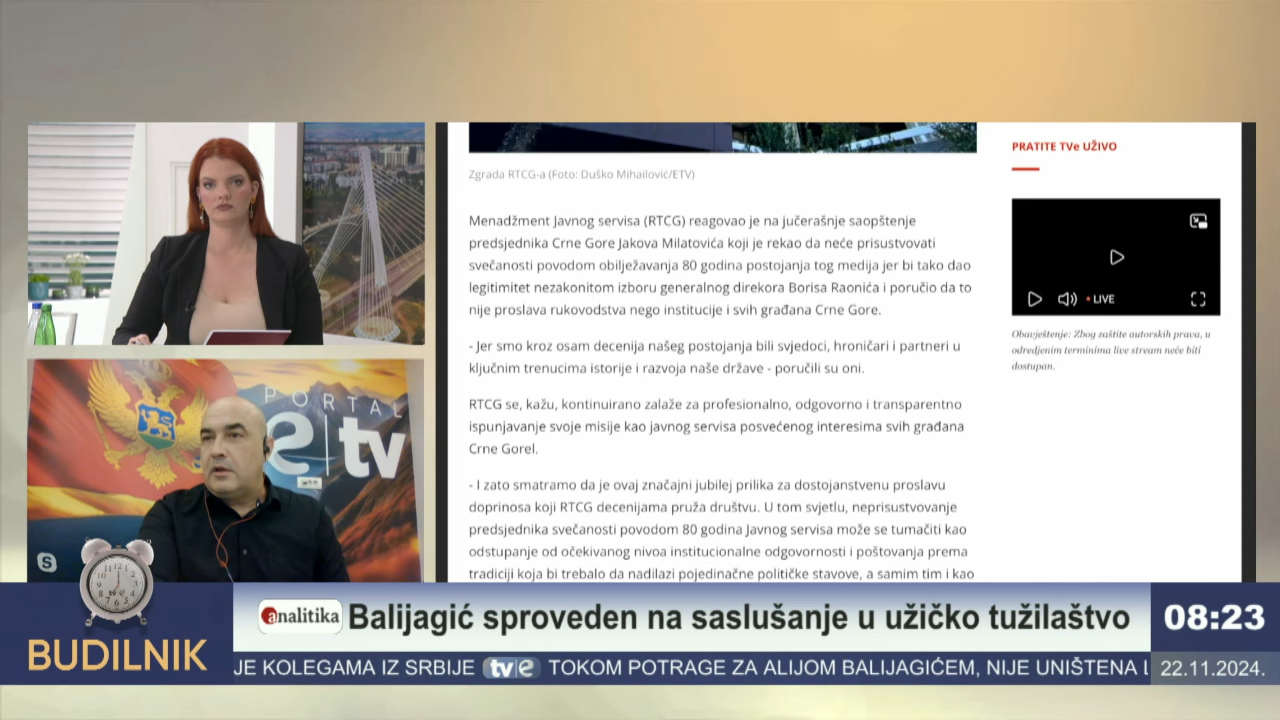 Zgrada RTCG-a (Foto: Duško Mihailović/ETV)
Menadžment Javnog servisa (RTCG) reagovao je na jučerašnje saopštenje
predsjednika Crne Gore Jakova Milatovića koji je rekao da neće prisustvovati
svečanosti povodom obilježavanja 80 godina postojanja tog medija jer bi tako dao
legitimitet nezakonitom izboru generalnog direkora Borisa Raonića i poručio da to
nije proslava rukovodstva nego institucije i svih građana Crne Gore.
- Jer smo kroz osam decenija našeg postojanja bili svjedoci, hroničari i partneri u
ključnim trenucima istorije i razvoja naše države - poručili su oni.
RTCG se, kažu, kontinuirano zalaže za profesionalno, odgovorno i transparentno
ispunjavanje svoje misije kao javnog servisa posvećenog interesima svih građana
Crne Gorel.
- I zato smatramo da je ovaj značajni jubilej prilika za dostojanstvenu proslavu
doprinosa koji RTCG decenijama pruža društvu. U tom svjetlu, neprisustvovanje
predsjednika svečanosti povodom 80 godina Javnog servisa može se tumačiti kao
odstupanje od očekivanog nivoa institucionalne odgovornosti i poštovanja prema
tradiciji koja bi trebalo da nadilazi pojedinačne političke stavove, a samim tim i kao
PRATITE TVe UŽIVO
LIVE
Obavještenje: Zbog zaštite autorskih prava, u
odredjenim terminima live stream neće biti
dostupan.
PORTAL
e|tv
S
BUDILNIK
analitika Balijagić sproveden na saslušanje u užičko tužilaštvo
08:23
JE KOLEGAMA IZ SRBIJE tv|e TOKOM POTRAGE ZA ALIJOM BALIJAGIĆEM, NIJE UNIŠTENA
22.11.2024.